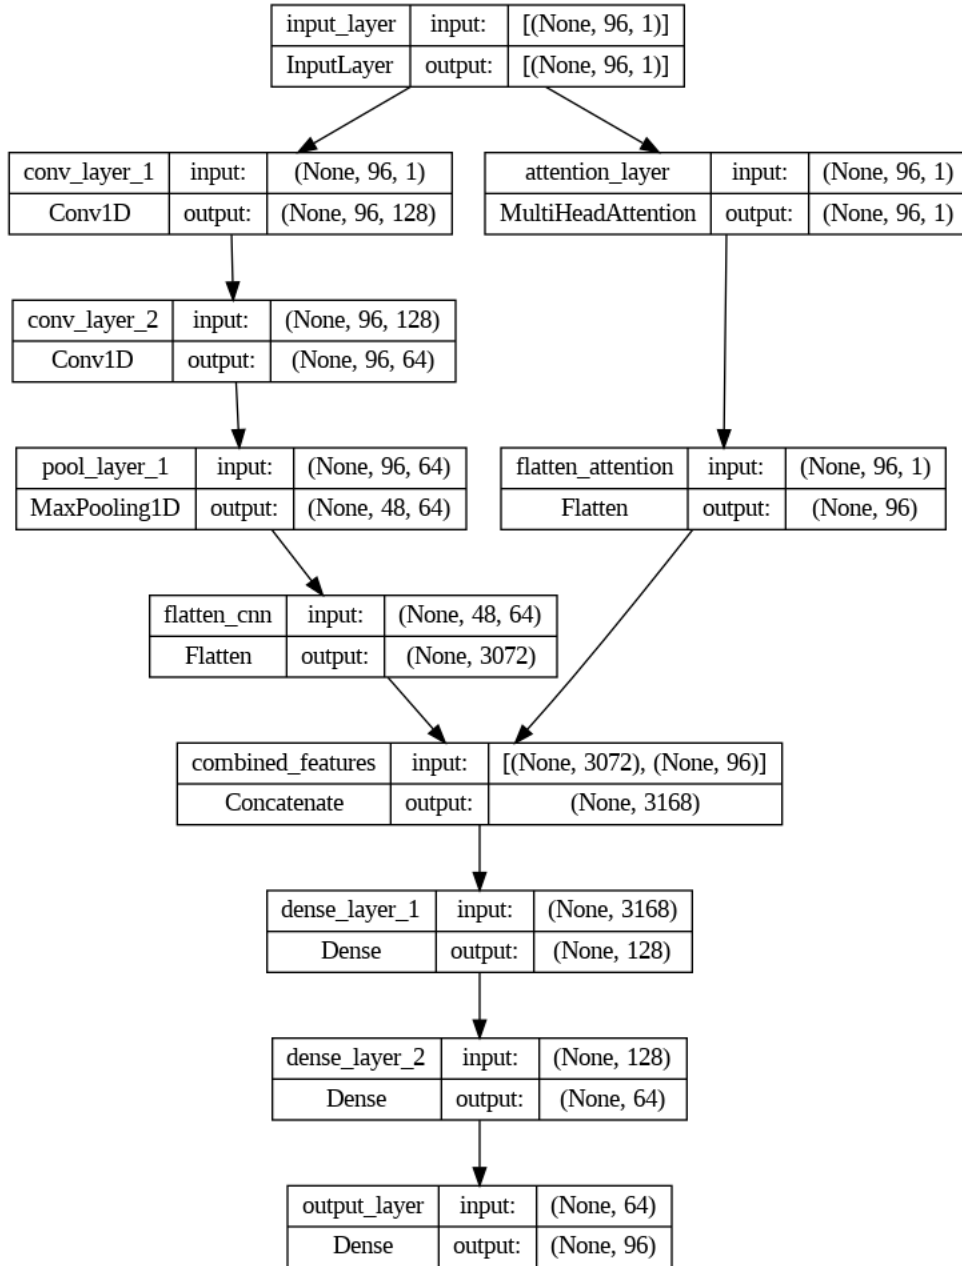 input_layer input: [(None, 96, 1)]
InputLayer output: [(None, 96, 1)]
conv_layer_1 input: (None, 96, 1)
Conv1D output: (None, 96, 128)
attention_layer input: (None, 96, 1)
MultiHeadAttention output: (None, 96, 1)
conv_layer_2 input: (None, 96, 128)
Conv1D output: (None, 96, 64)
pool_layer_1 input: (None, 96, 64)
MaxPooling1D output: (None, 48, 64)
flatten_attention input: (None, 96, 1)
Flatten output: (None, 96)
flatten_cnn input: (None, 48, 64)
Flatten output: (None, 3072)
combined_features input: [(None, 3072), (None, 96)]
Concatenate output: (None, 3168)
dense_layer_1 input: (None, 3168)
Dense output: (None, 128)
dense_layer_2 input: (None, 128)
Dense output: (None, 64)
output_layer input: (None, 64)
Dense output: (None, 96)